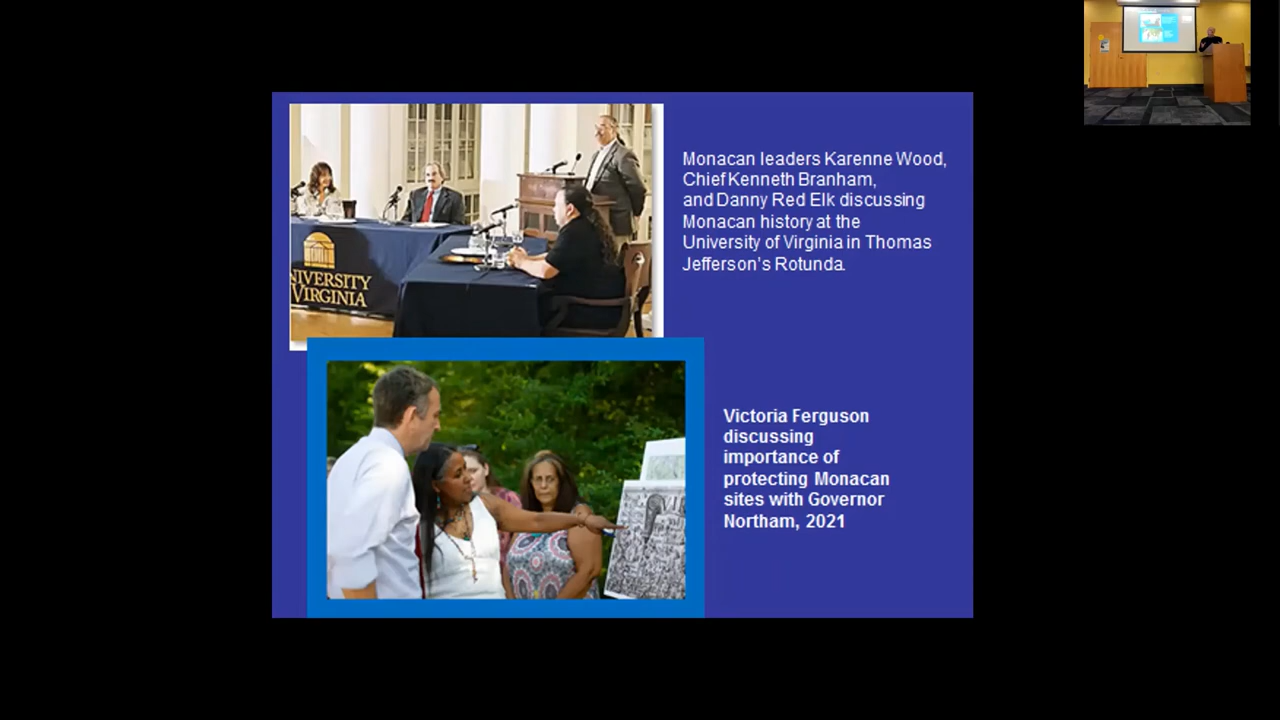 Monacan leaders Karenne Wood,
Chief Kenneth Branham,
and Danny Red Elk discussing
Monacan history at the
University of Virginia in Thomas
Jefferson's Rotunda.
NIVERSITY
VIRGINIA
Victoria Ferguson
discussing
importance of
protecting Monacan
sites with Governor
Northam, 2021